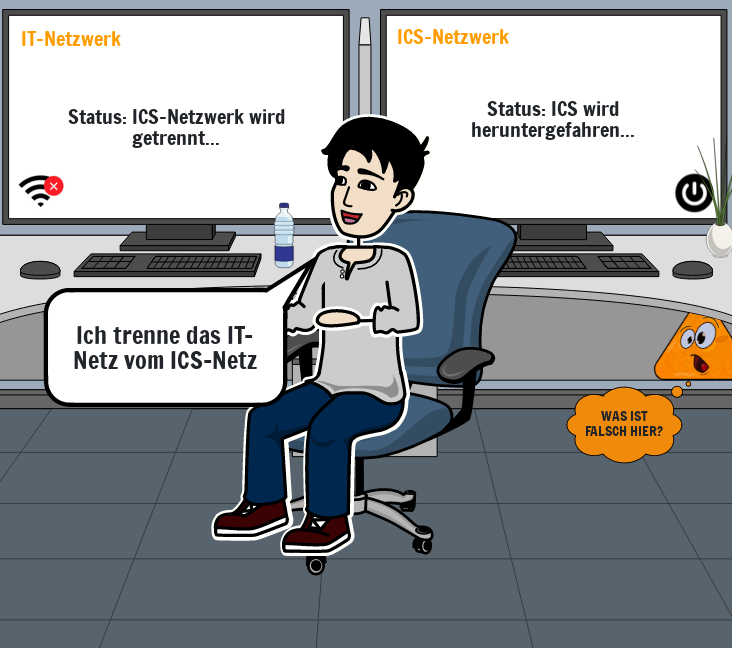 IT-Netzwerk
Status: ICS-Netzwerk wird
getrennt...
ICS-Netzwerk
Status: ICS wird
heruntergefahren...
Ich trenne das IT-
Netz vom ICS-Netz
WAS IST
FALSCH HIER?